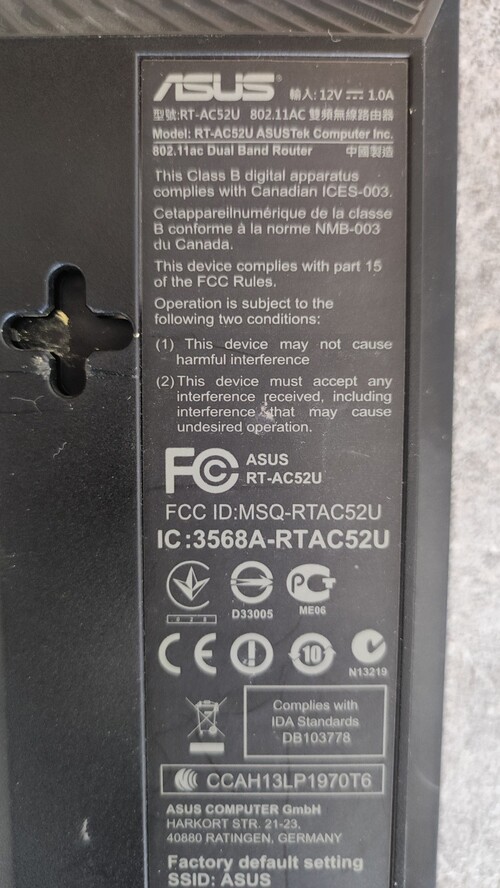 ASUS® 輸入: 12V ⎓ 1.0A
型號:RT-AC52U 802.11AC 雙頻無線路由器
Model: RT-AC52U ASUSTek Computer Inc.
802.11ac Dual Band Router 中國製造
This Class B digital apparatus
complies with Canadian ICES-003.
Cetappareilnumérique de la classe
B conforme à la norme NMB-003
du Canada.
This device complies with part 15
of the FCC Rules.
Operation is subject to the
following two conditions:
(1) This device may not cause
harmful interference
(2) This device must accept any
interference received, including
interference that may cause
undesired operation.
FC ASUS
RT-AC52U
FCC ID:MSQ-RTAC52U
IC:3568A-RTAC52U
028 D33005 ME06
CE ! 10 N13219
Complies with
IDA Standards
DB103778
CCAH13LP1970T6
ASUS COMPUTER GmbH
HARKORT STR. 21-23,
40880 RATINGEN, GERMANY
Factory default setting
SSID: ASUS